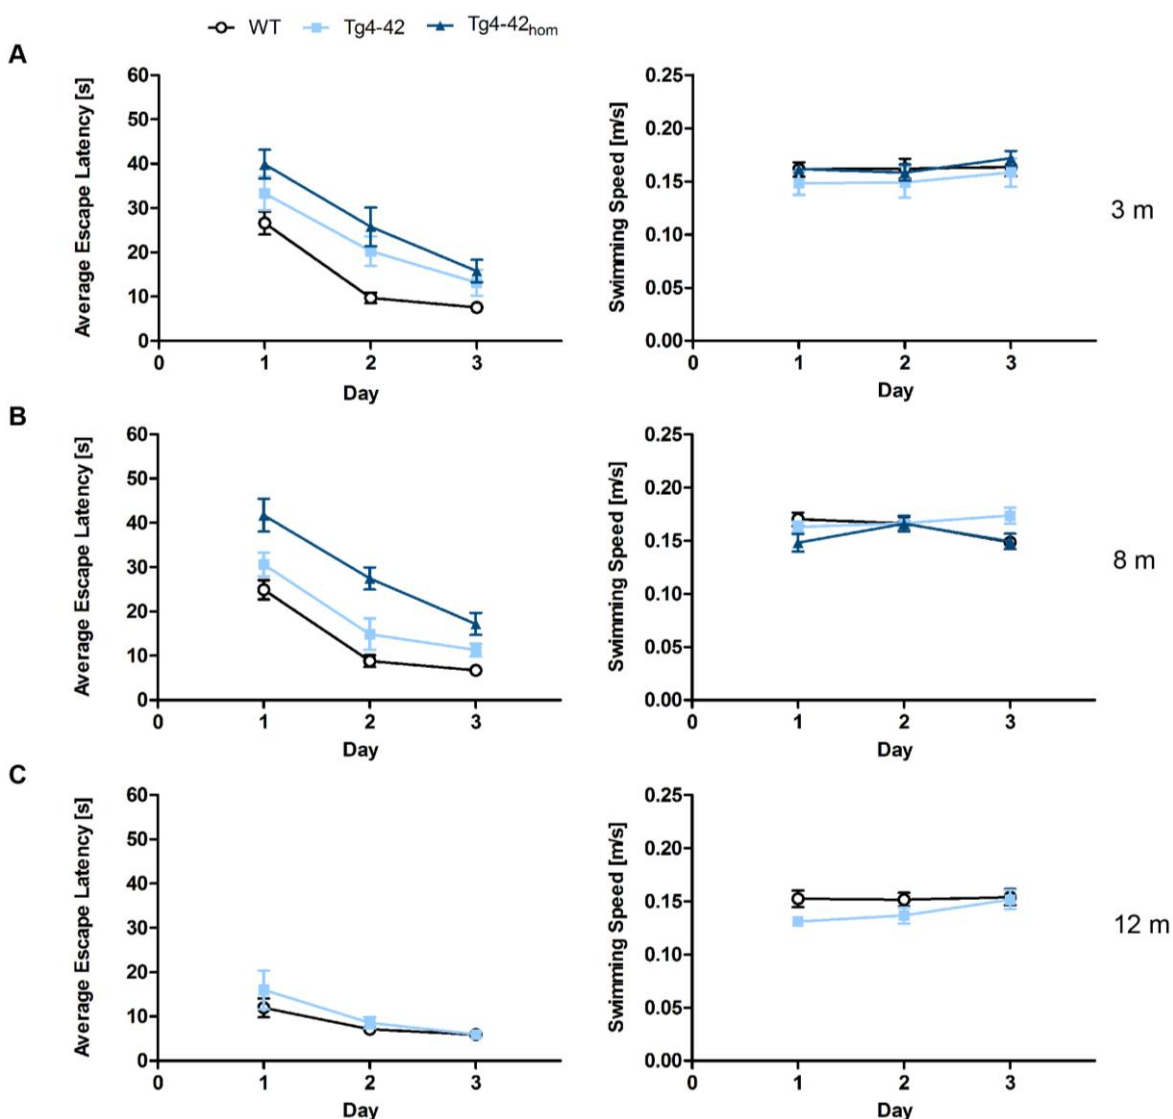 WT Tg4-42 Tg4-42hom
A
Average Escape Latency [s]
60
50
40
30
20
10
0
0 1 2 3
Day
Swimming Speed [m/s]
0.25
0.20
0.15
0.10
0.05
0.00
0 1 2 3
Day
3 m
B
Average Escape Latency [s]
60
50
40
30
20
10
0
0 1 2 3
Day
Swimming Speed [m/s]
0.25
0.20
0.15
0.10
0.05
0.00
0 1 2 3
Day
8 m
C
Average Escape Latency [s]
60
50
40
30
20
10
0
0 1 2 3
Day
Swimming Speed [m/s]
0.25
0.20
0.15
0.10
0.05
0.00
0 1 2 3
Day
12 m